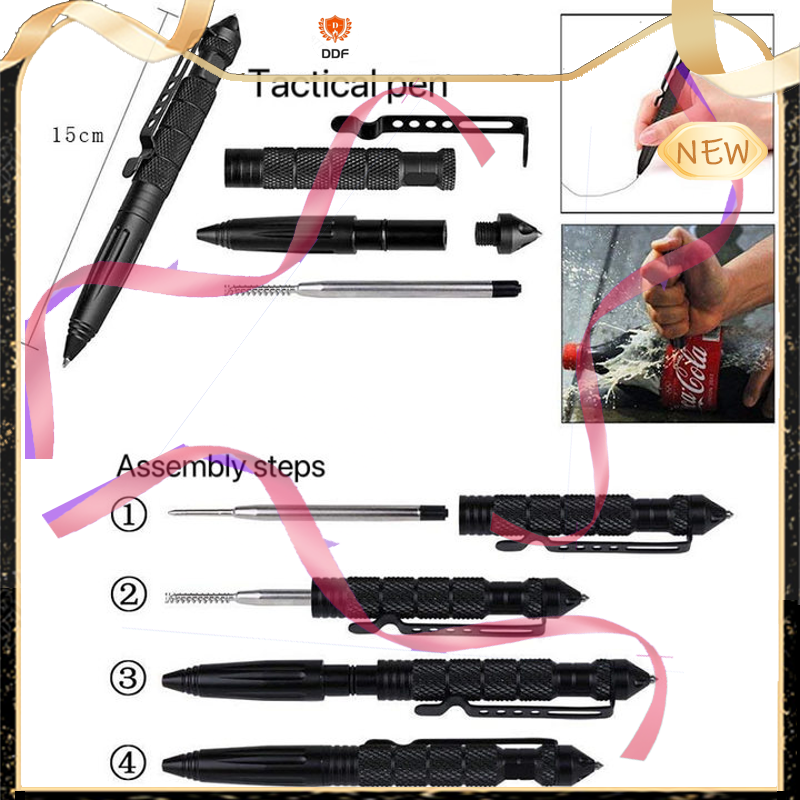 DDF
Tactical pen
15cm
NEW
Coca-Cola
Assembly steps
①
②
③
④